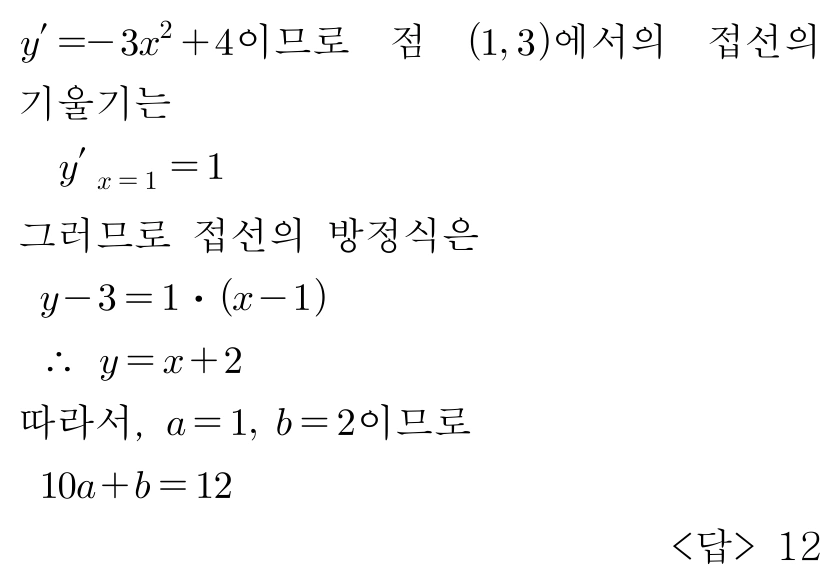 y′ =−3x²+4이므로 점 (1, 3)에서의 접선의
기울기는
y′ ₓ₌₁ = 1
그러므로 접선의 방정식은
y−3=1・(x−1)
∴ y=x+2
따라서, a=1, b=2이므로
10a+b=12
<답> 12